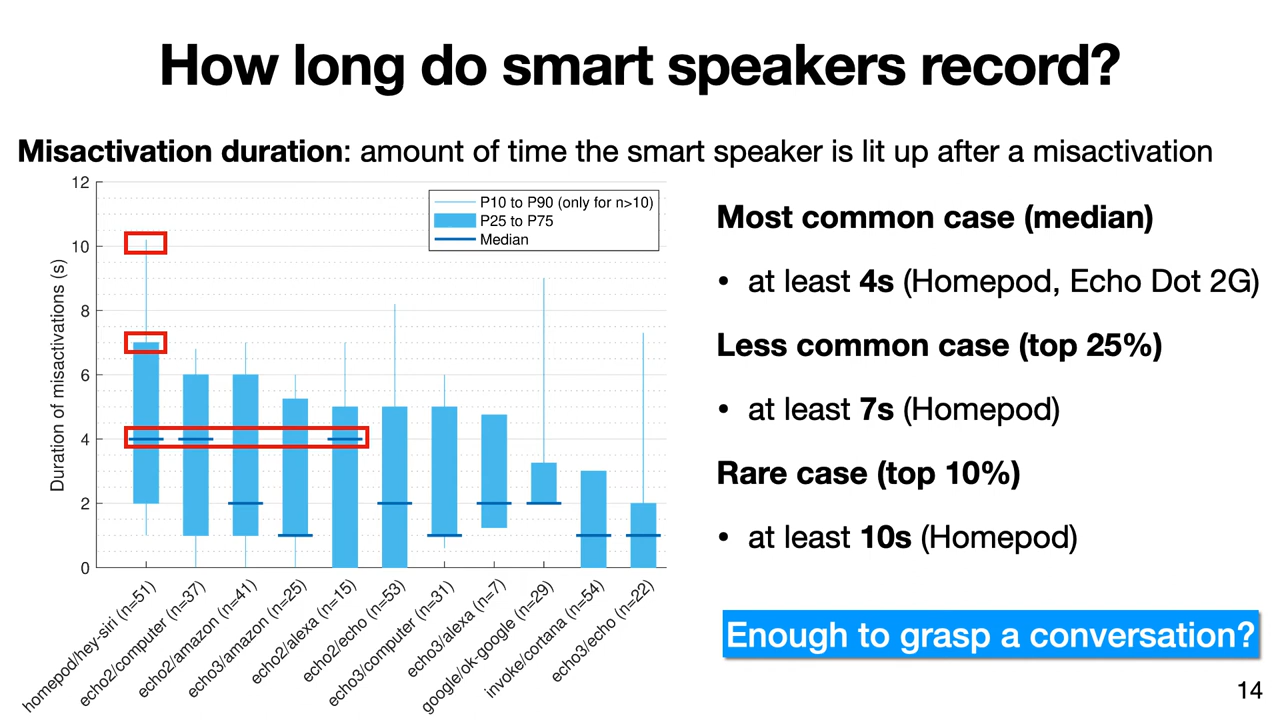 How long do smart speakers record?
Misactivation duration: amount of time the smart speaker is lit up after a misactivation
12
10
8
6
4
2
0
Duration of misactivations (s)
P10 to P90 (only for n>10)
P25 to P75
Median
homepod/hey-siri (n=51)
echo2/computer (n=37)
echo2/amazon (n=41)
echo3/amazon (n=25)
echo2/alexa (n=15)
echo2/echo (n=53)
echo3/computer (n=31)
echo3/alexa (n=7)
google/ok-google (n=29)
invoke/cortana (n=54)
echo3/echo (n=22)
Most common case (median)
• at least 4s (Homepod, Echo Dot 2G)
Less common case (top 25%)
• at least 7s (Homepod)
Rare case (top 10%)
• at least 10s (Homepod)
Enough to grasp a conversation?
14